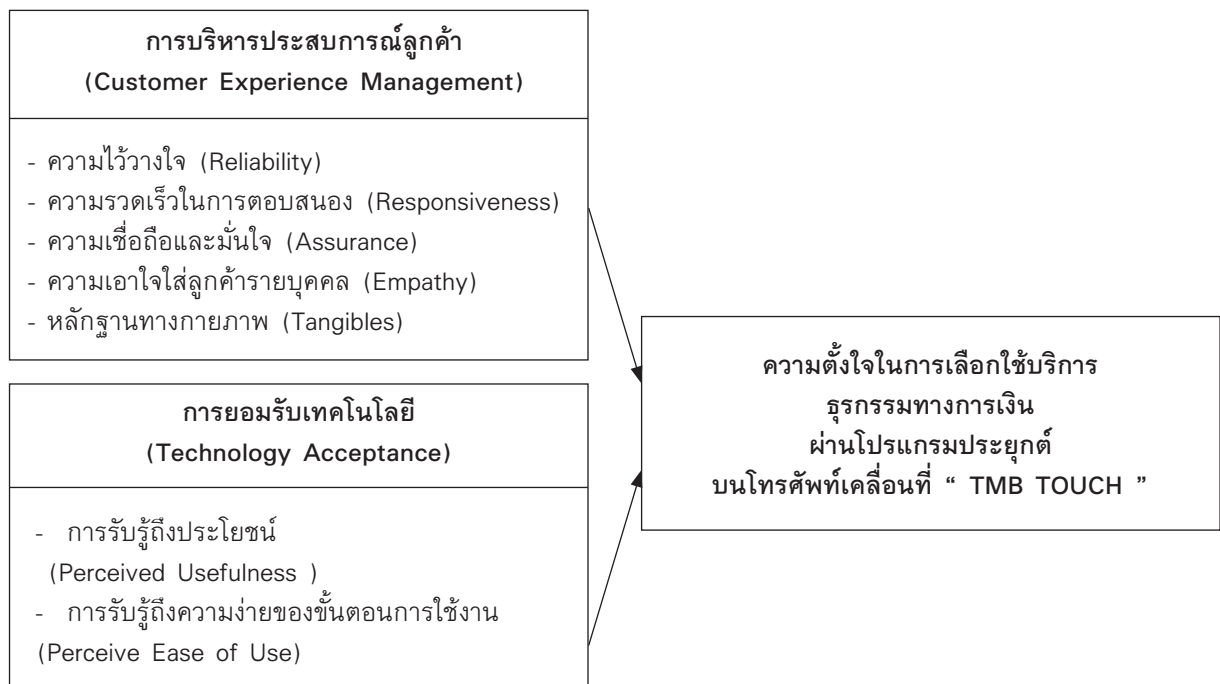 การบริหารประสบการณ์ลูกค้า
(Customer Experience Management)
- ความไว้วางใจ (Reliability)
- ความรวดเร็วในการตอบสนอง (Responsiveness)
- ความเชื่อถือและมั่นใจ (Assurance)
- ความเอาใจใส่ลูกค้ารายบุคคล (Empathy)
- หลักฐานทางกายภาพ (Tangibles)
การยอมรับเทคโนโลยี
(Technology Acceptance)
- การรับรู้ถึงประโยชน์
(Perceived Usefulness )
- การรับรู้ถึงความง่ายของขั้นตอนการใช้งาน
(Perceive Ease of Use)
ความตั้งใจในการเลือกใช้บริการ
ธุรกรรมทางการเงิน
ผ่านโปรแกรมประยุกต์
บนโทรศัพท์เคลื่อนที่ “ TMB TOUCH ”